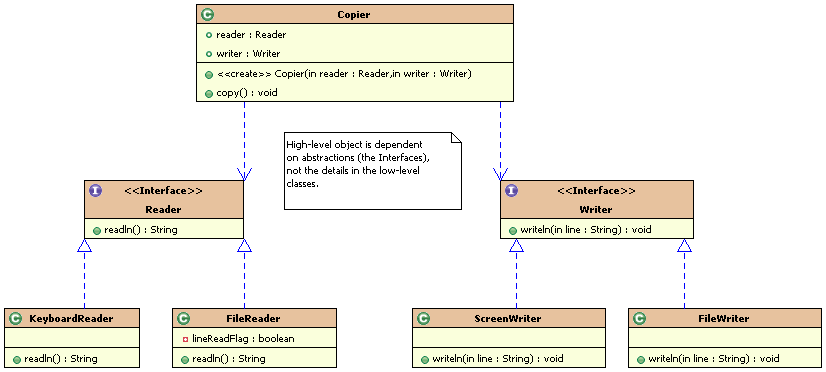 C
Copier
reader : Reader
writer : Writer
<<create>> Copier(in reader : Reader,in writer : Writer)
copy() : void
High-level object is dependent
on abstractions (the Interfaces),
not the details in the low-level
classes.
I
<<Interface>>
Reader
readln() : String
I
<<Interface>>
Writer
writeln(in line : String) : void
C
KeyboardReader
readln() : String
C
FileReader
lineReadFlag : boolean
readln() : String
C
ScreenWriter
writeln(in line : String) : void
C
FileWriter
writeln(in line : String) : void